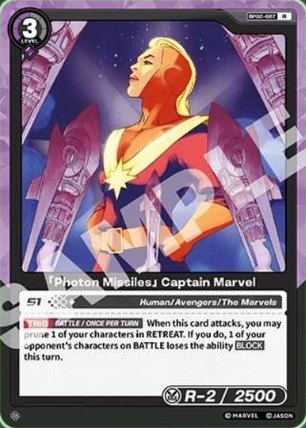 3
LEVEL
BP02-087 R
SAMPLE
「Photon Missiles」Captain Marvel
S1
Human/Avengers/The Marvels
TRIG BATTLE / ONCE PER TURN When this card attacks, you may
prune 1 of your characters in RETREAT. If you do, 1 of your
opponent's characters on BATTLE loses the ability BLOCK
this turn.
R-2 / 2500
© MARVEL ©JASON